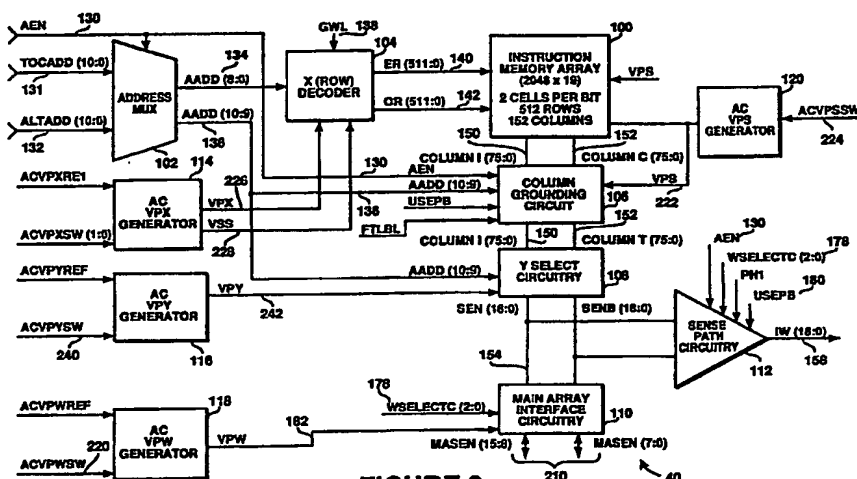 AEN 130
GWL 138
TOCADD (10:0)
131
ALTADD (10:0)
132
ADDRESS MUX
102
134
AADD (8:0)
AADD (10:9)
136
104
X (ROW) DECODER
ER (511:0) 140
OR (511:0) 142
100
INSTRUCTION MEMORY ARRAY (2048 x 19)
2 CELLS PER BIT
512 ROWS
152 COLUMNS
VPS
120
AC VPS GENERATOR
ACVPSSW
224
150 152
COLUMN I (75:0) COLUMN C (75:0)
ACVPXRE1
114
AC VPX GENERATOR
226
VPX
VSS
228
ACVPXSW (1:0)
130
AEN
AADD (10:9)
136
USEPB
FTLBL
COLUMN GROUNDING CIRCUIT
106
VPS
222
COLUMN I (75:0) 150 152 COLUMN T (75:0)
ACVPYREF
AC VPY GENERATOR
VPY
242
ACVPYSW
240
116
AADD (10:9)
Y SELECT CIRCUITRY
108
SEN (16:0) SENB (16:0)
130
AEN
WSELECTC (2:0) 178
PH1
USEPB 180
SENSE PATH CIRCUITRY
112
IW (15:0)
158
154
ACVPWREF
118
AC VPW GENERATOR
VPW
182
ACVPWSW
220
178
WSELECTC (2:0)
MAIN ARRAY INTERFACE CIRCUITRY
110
MASEN (15:8) MASEN (7:0)
210
40